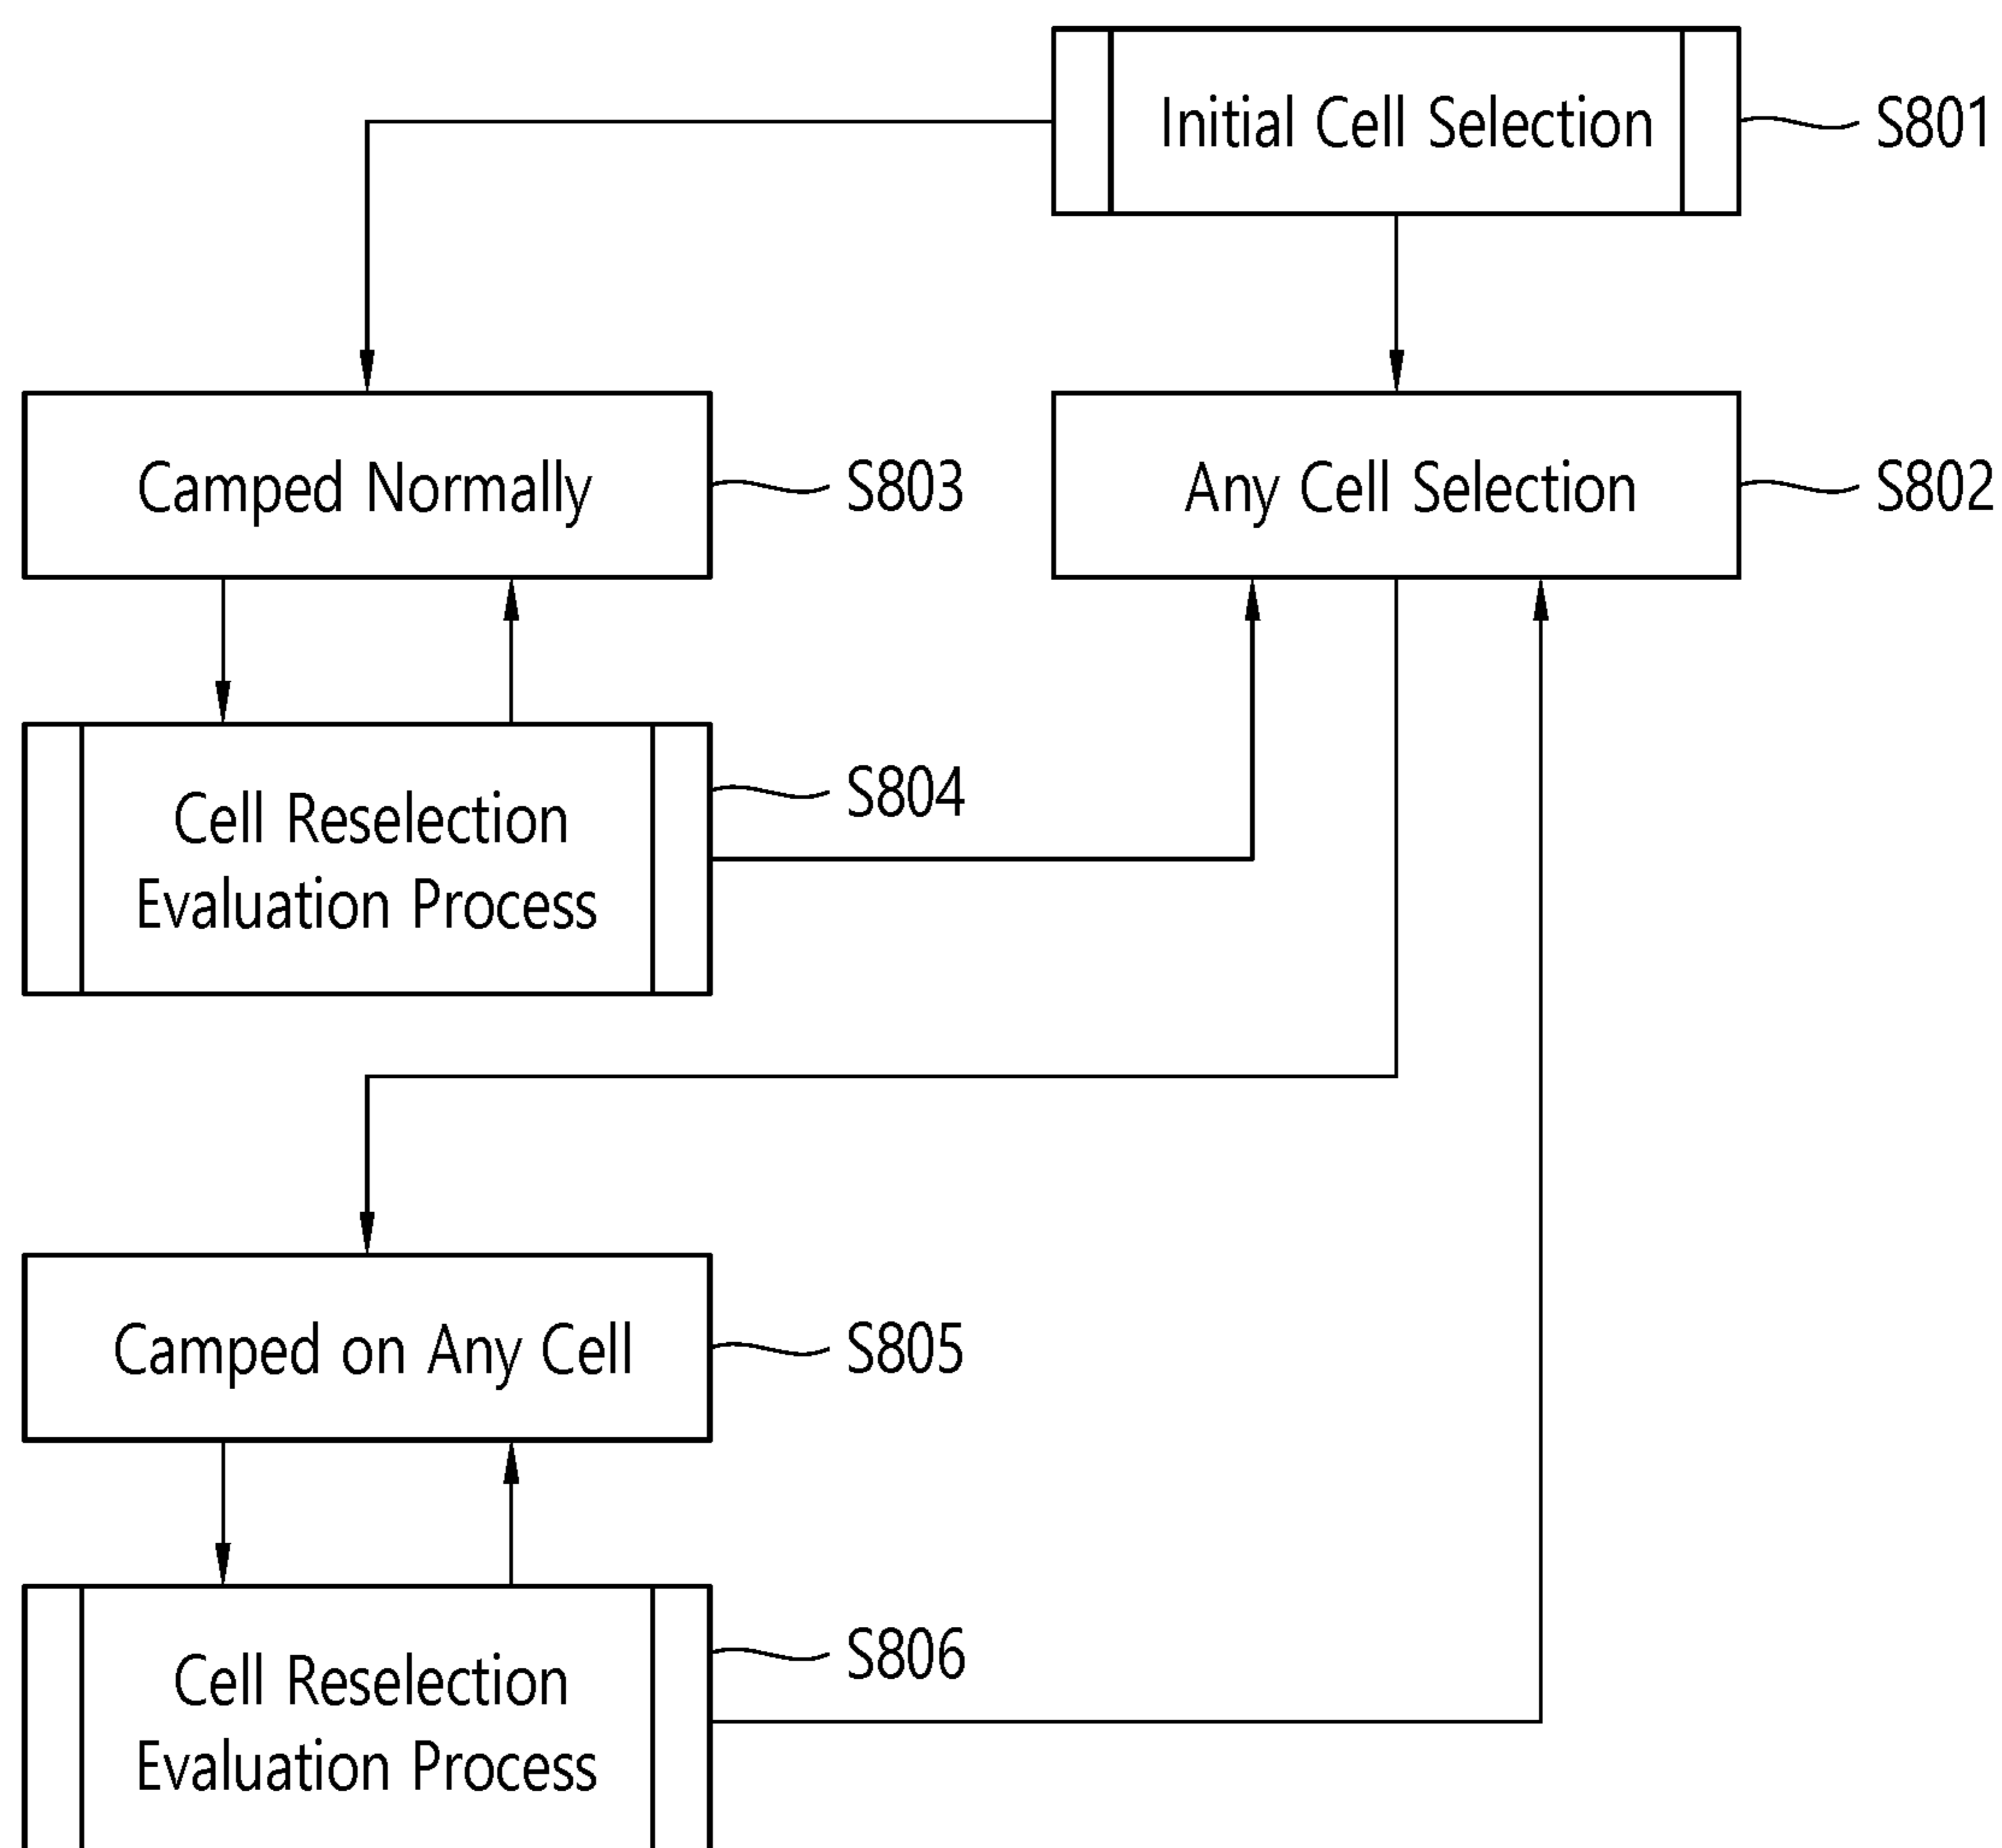 Initial Cell Selection
S801
Camped Normally
S803
Any Cell Selection
S802
Cell Reselection
Evaluation Process
S804
Camped on Any Cell
S805
Cell Reselection
Evaluation Process
S806